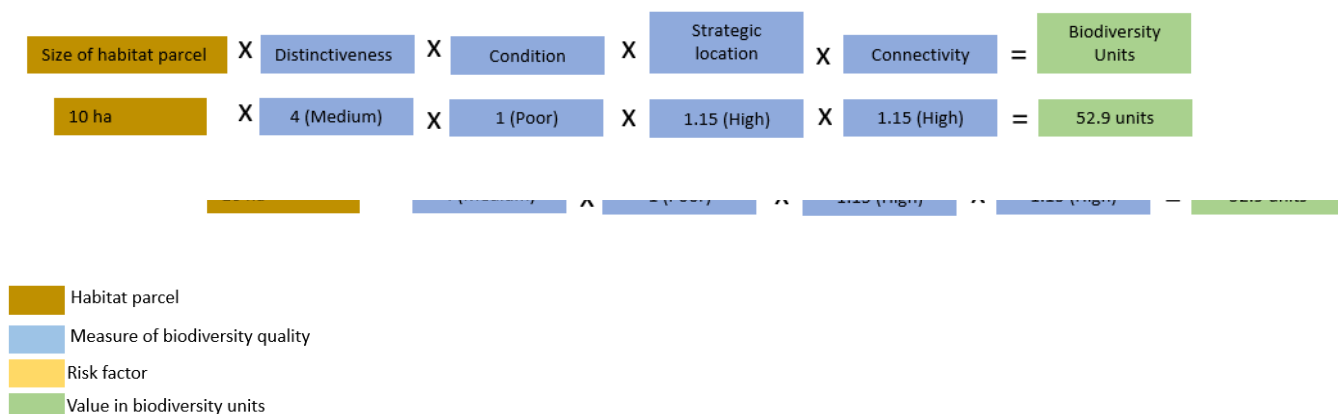 Size of habitat parcel X Distinctiveness X Condition X Strategic location X Connectivity = Biodiversity Units
10 ha X 4 (Medium) X 1 (Poor) X 1.15 (High) X 1.15 (High) = 52.9 units
Habitat parcel
Measure of biodiversity quality
Risk factor
Value in biodiversity units